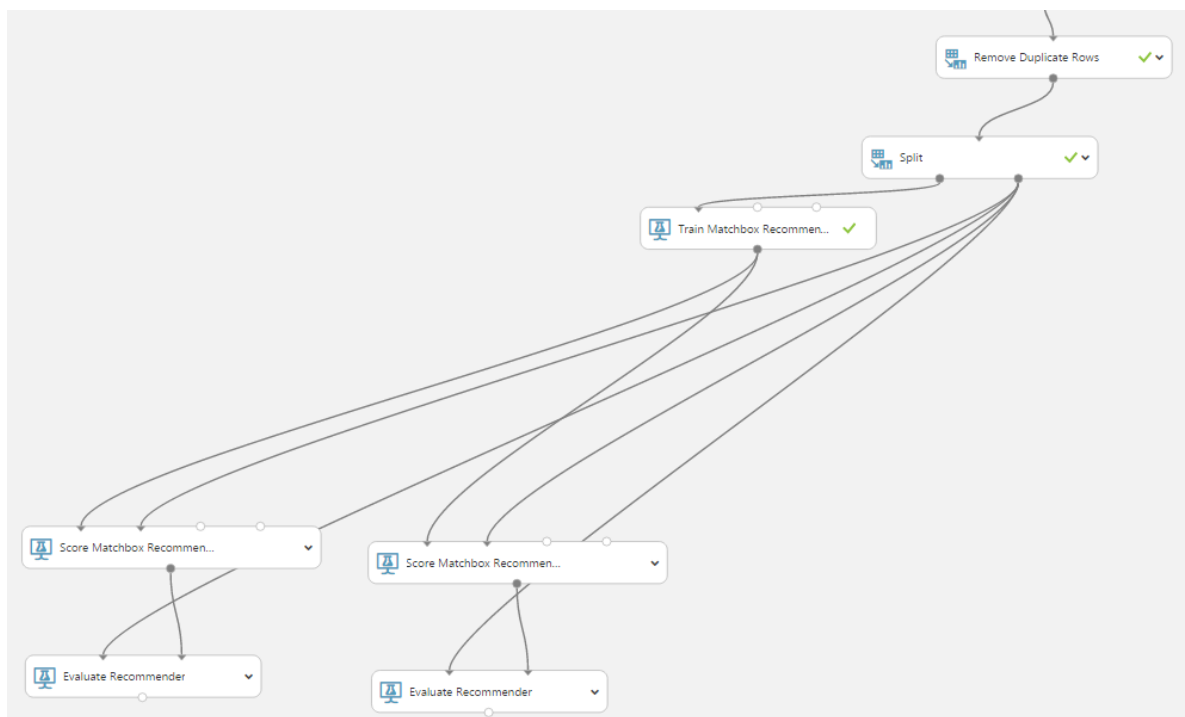 Remove Duplicate Rows
Split
Train Matchbox Recommen...
Score Matchbox Recommen...
Score Matchbox Recommen...
Evaluate Recommender
Evaluate Recommender